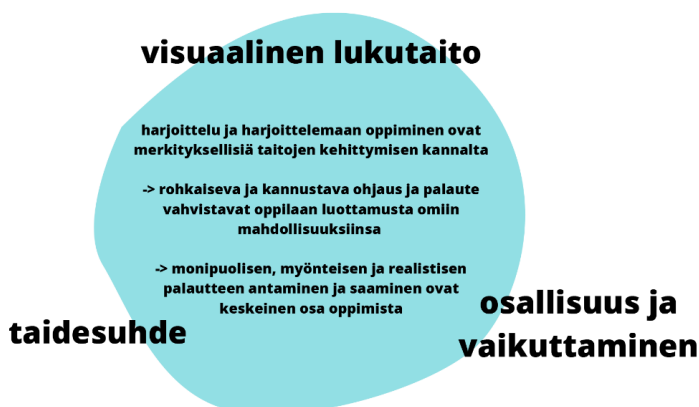 visuaalinen lukutaito
harjoittelu ja harjoittelemaan oppiminen ovat
merkityksellisiä taitojen kehittymisen kannalta
-> rohkaiseva ja kannustava ohjaus ja palaute
vahvistavat oppilaan luottamusta omiin
mahdollisuuksiinsa
-> monipuolisen, myönteisen ja realistisen
palautteen antaminen ja saaminen ovat
keskeinen osa oppimista
taidesuhde
osallisuus ja
vaikuttaminen